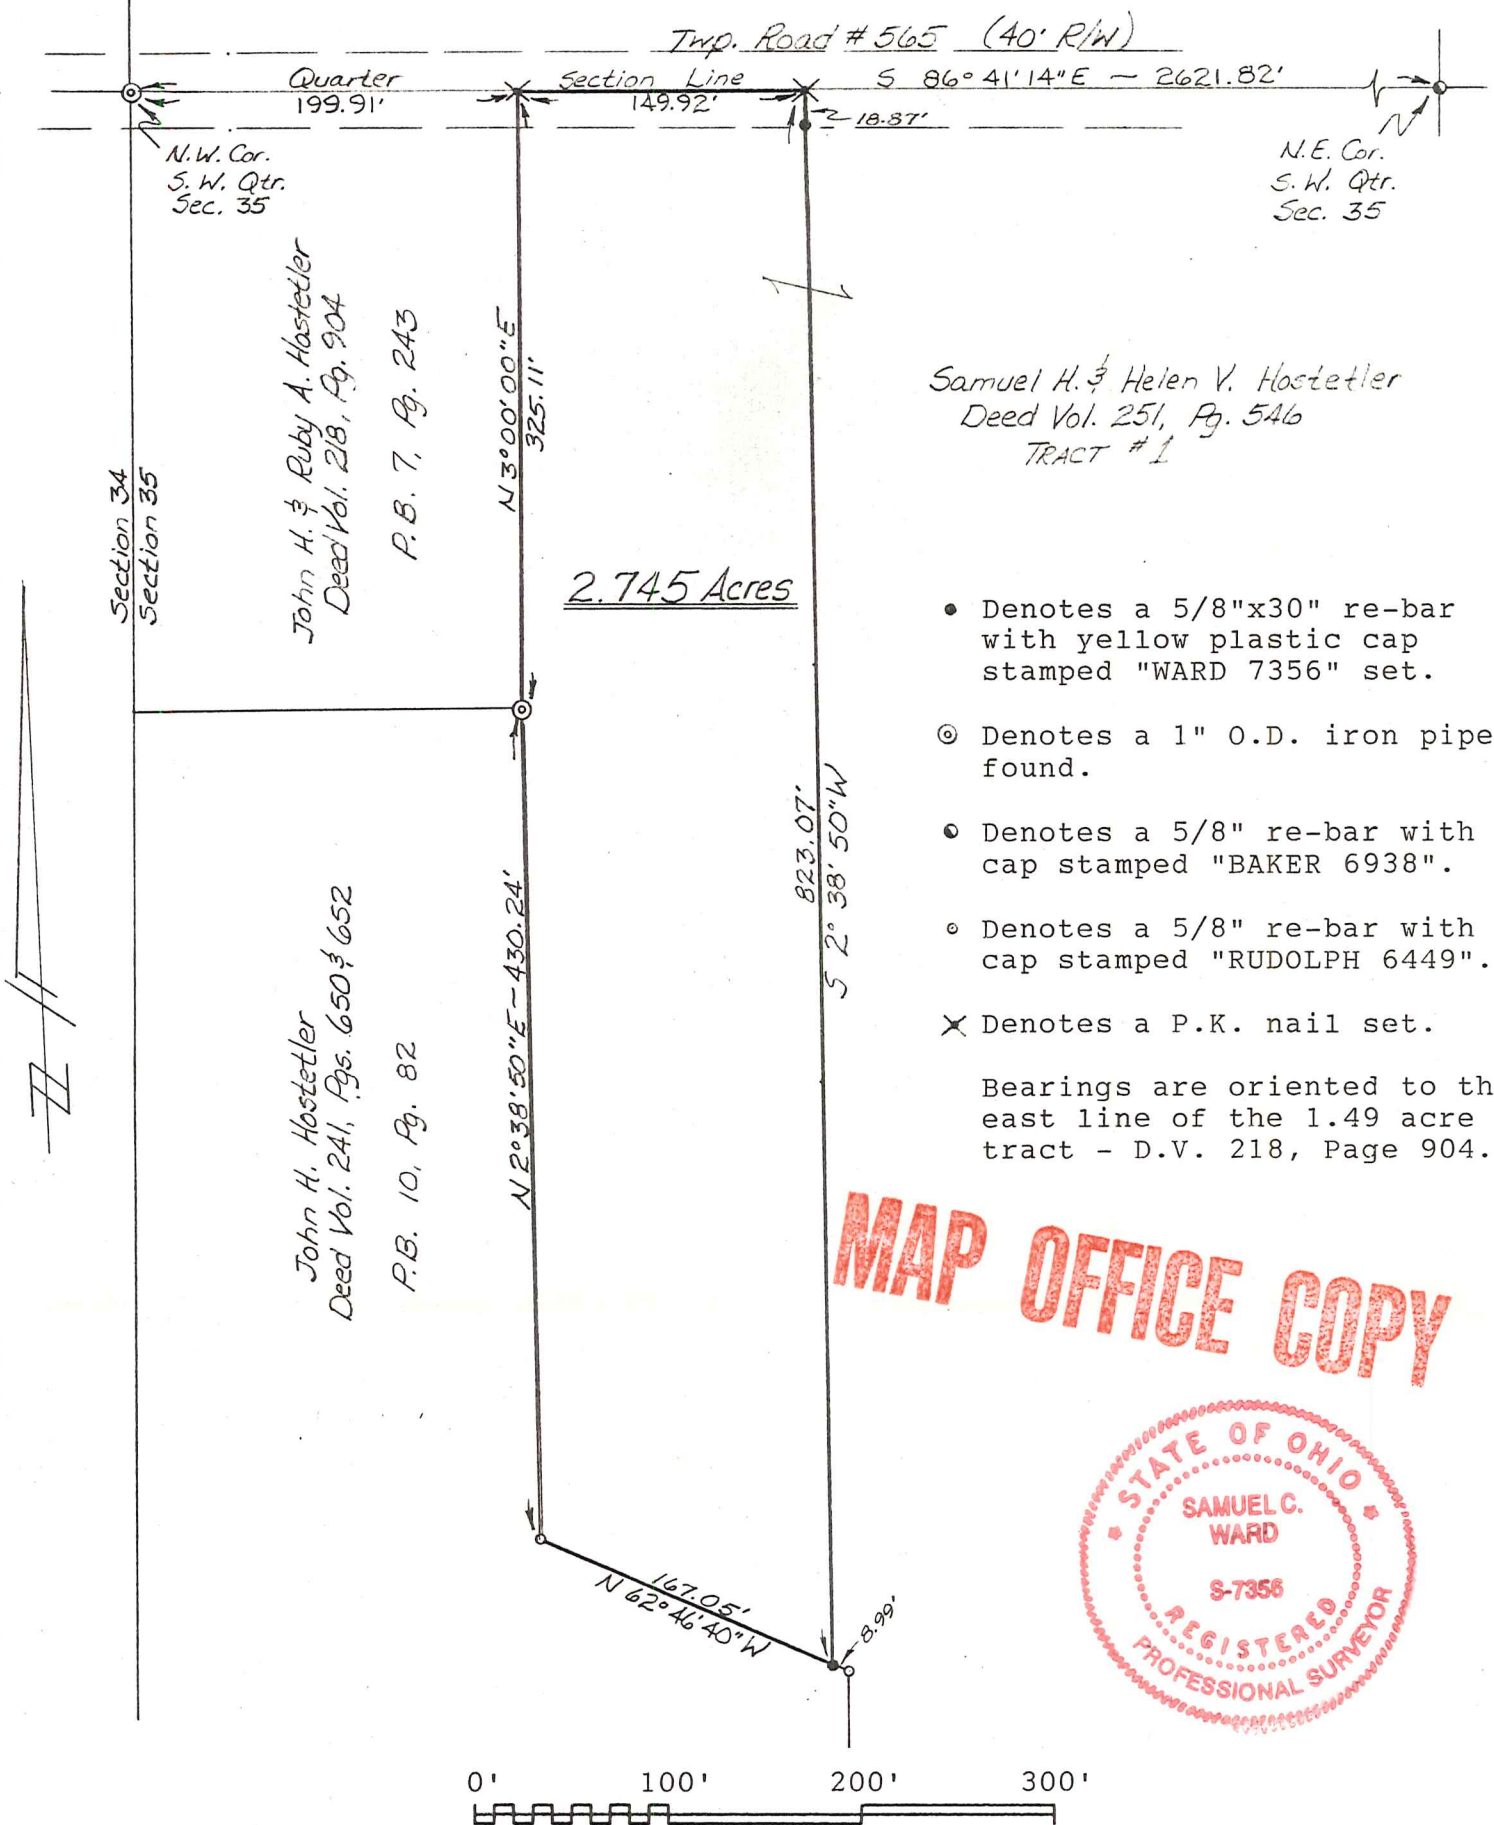 Twp. Road # 565 (40' R/W)
Quarter Section Line S 86° 41' 14" E — 2621.82'
199.91'
149.92'
18.87'
N.W. Cor.
S. W. Qtr.
Sec. 35
N.E. Cor.
S. W. Qtr.
Sec. 35
John H. & Ruby A. Hostetler
Deed Vol. 218, Pg. 904
P.B. 7, Pg. 243
N 3° 00' 00" E
325.11'
Samuel H. & Helen V. Hostetler
Deed Vol. 251, Pg. 546
TRACT # 1
Section 34
Section 35
2.745 Acres
Denotes a 5/8"x30" re-bar
with yellow plastic cap
stamped "WARD 7356" set.
Denotes a 1" O.D. iron pipe
found.
Denotes a 5/8" re-bar with
cap stamped "BAKER 6938".
Denotes a 5/8" re-bar with
cap stamped "RUDOLPH 6449".
Denotes a P.K. nail set.
Bearings are oriented to th
east line of the 1.49 acre
tract - D.V. 218, Page 904.
823.07'
S 2° 38' 50" W
N
John H. Hostetler
Deed Vol. 241, Pgs. 650 & 652
P.B. 10, Pg. 82
N 2° 38' 50" E — 430.24'
MAP OFFICE COPY
STATE OF OHIO
SAMUEL C.
WARD
S-7356
REGISTERED
PROFESSIONAL SURVEYOR
167.05'
N 62° 46' 40" W
8.99'
0' 100' 200' 300'